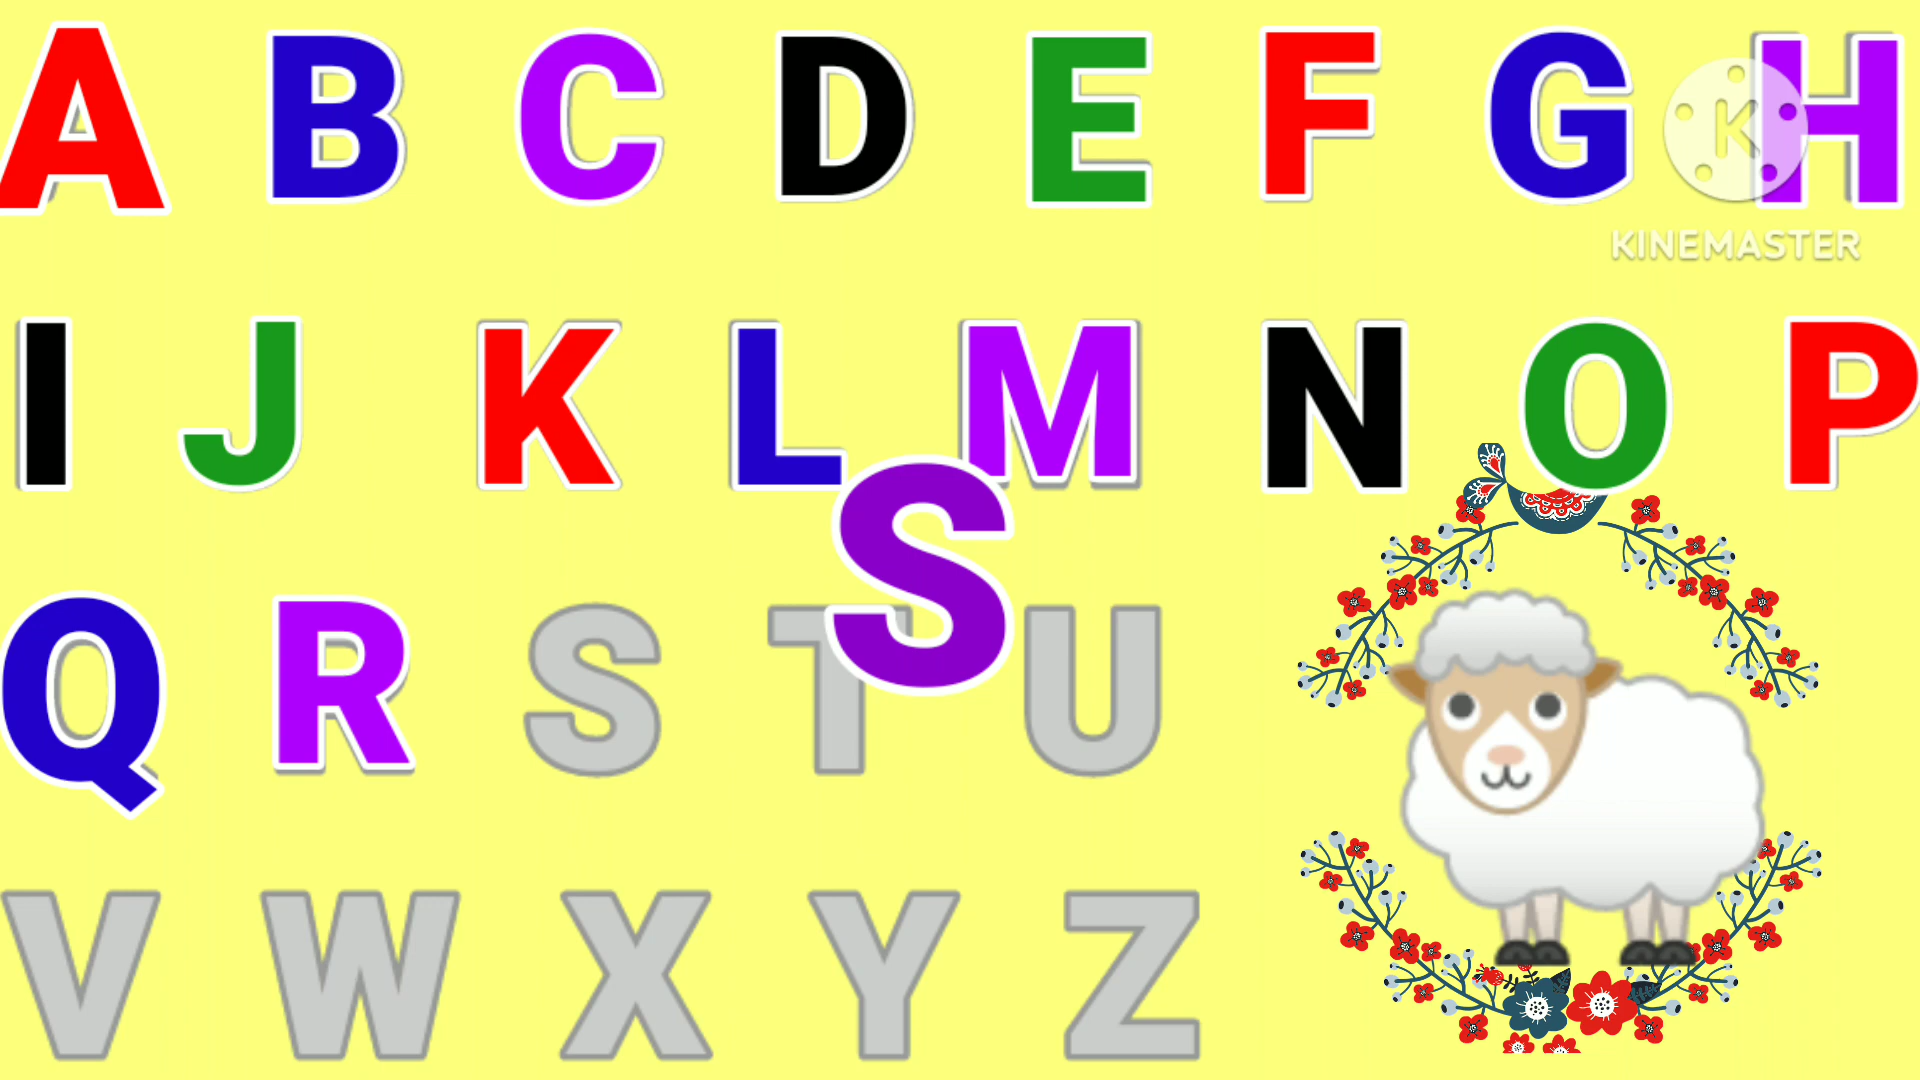 A B C D E F G H
KINEMASTER
I J K L M N O P
S
Q R S T U
V W X Y Z